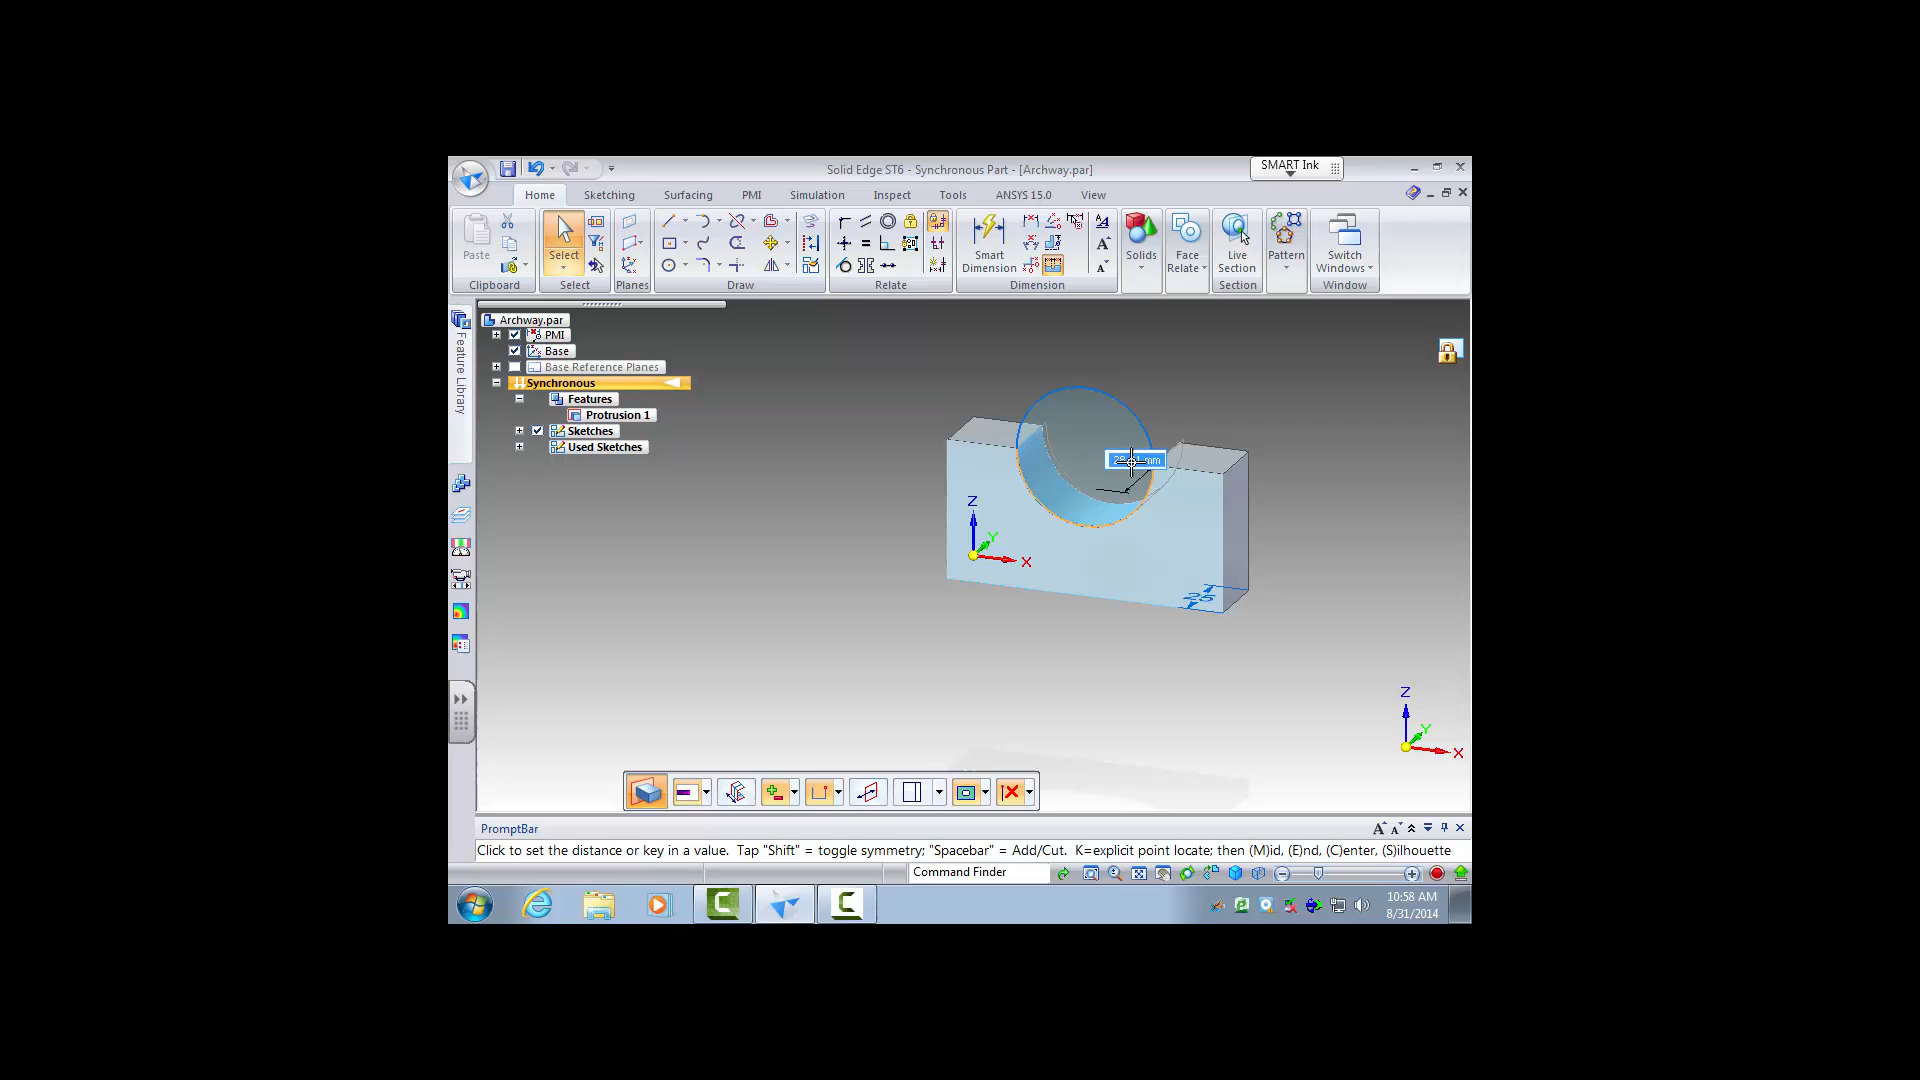 Solid Edge ST6 - Synchronous Part - [Archway.par]
SMART Ink
Home Sketching Surfacing PMI Simulation Inspect Tools ANSYS 15.0 View
Paste
Select
Smart Dimension
Solids
Face Relate
Live Section
Pattern
Switch Windows
Clipboard Select Planes Draw Relate Dimension Section Window
Feature Library
Archway.par
PMI
Base
Base Reference Planes
Synchronous
Features
Protrusion 1
Sketches
Used Sketches
mm
Z
Y
X
25
Z
Y
X
PromptBar
Click to set the distance or key in a value. Tap "Shift" = toggle symmetry; "Spacebar" = Add/Cut. K=explicit point locate; then (M)id, (E)nd, (C)enter, (S)ilhouette
Command Finder
10:58 AM
8/31/2014